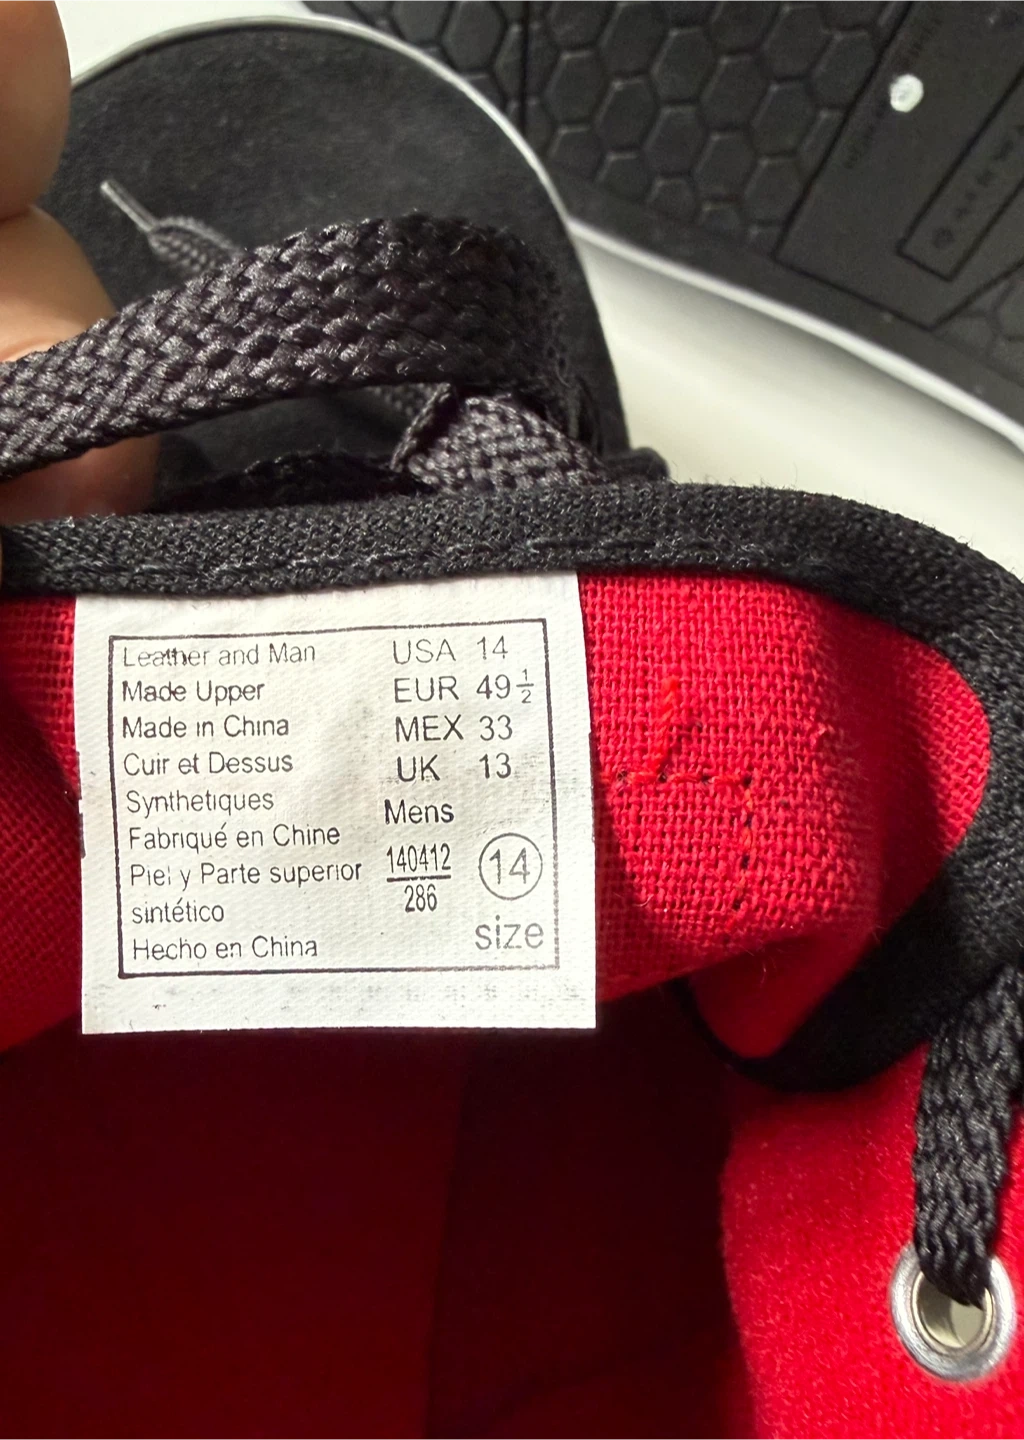 Leather and Man
Made Upper
Made in China
Cuir et Dessus
Synthetiques
Fabriqué en Chine
Piel y Parte superior
sintético
Hecho en China
USA 14
EUR 49 1/2
MEX 33
UK 13
Mens
140412
286
14
size